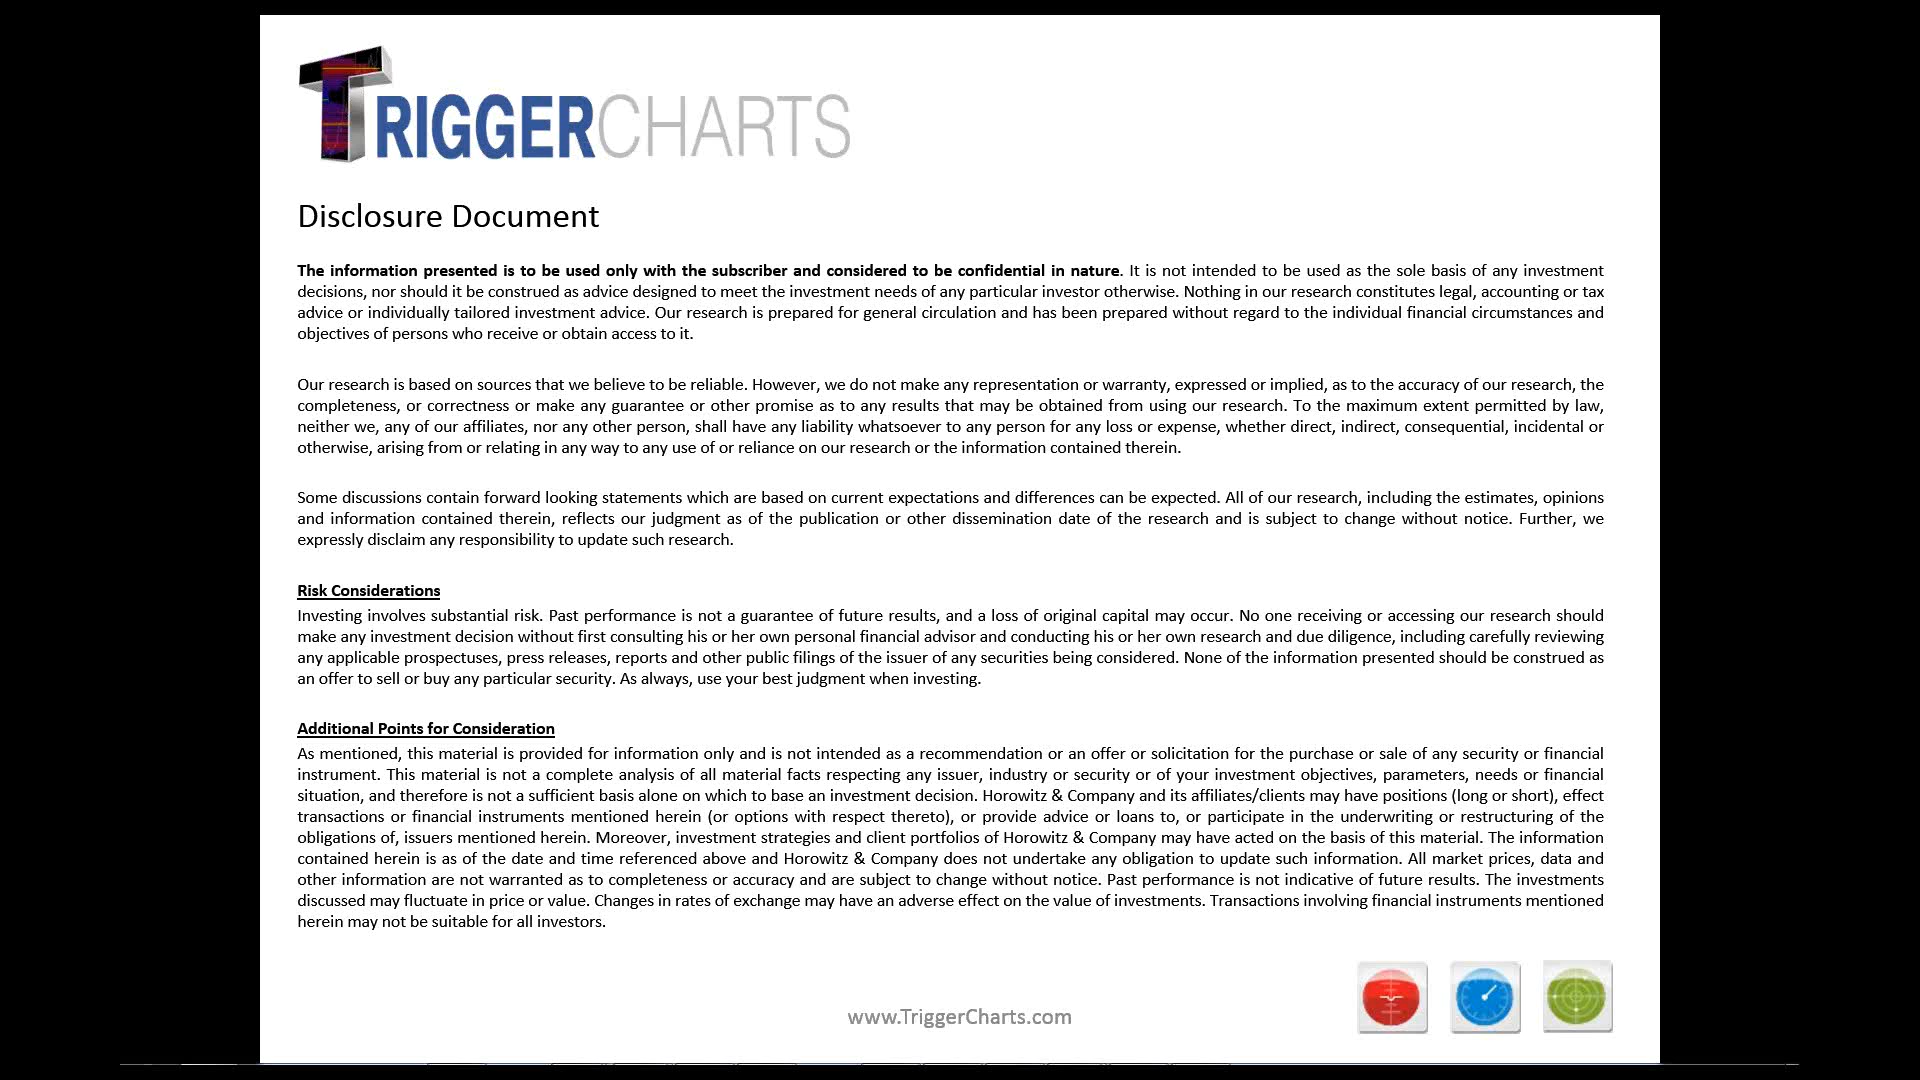 TRIGGERCHARTS
Disclosure Document
The information presented is to be used only with the subscriber and considered to be confidential in nature. It is not intended to be used as the sole basis of any investment
decisions, nor should it be construed as advice designed to meet the investment needs of any particular investor otherwise. Nothing in our research constitutes legal, accounting or tax
advice or individually tailored investment advice. Our research is prepared for general circulation and has been prepared without regard to the individual financial circumstances and
objectives of persons who receive or obtain access to it.
Our research is based on sources that we believe to be reliable. However, we do not make any representation or warranty, expressed or implied, as to the accuracy of our research, the
completeness, or correctness or make any guarantee or other promise as to any results that may be obtained from using our research. To the maximum extent permitted by law,
neither we, any of our affiliates, nor any other person, shall have any liability whatsoever to any person for any loss or expense, whether direct, indirect, consequential, incidental or
otherwise, arising from or relating in any way to any use of or reliance on our research or the information contained therein.
Some discussions contain forward looking statements which are based on current expectations and differences can be expected. All of our research, including the estimates, opinions
and information contained therein, reflects our judgment as of the publication or other dissemination date of the research and is subject to change without notice. Further, we
expressly disclaim any responsibility to update such research.
Risk Considerations
Investing involves substantial risk. Past performance is not a guarantee of future results, and a loss of original capital may occur. No one receiving or accessing our research should
make any investment decision without first consulting his or her own personal financial advisor and conducting his or her own research and due diligence, including carefully reviewing
any applicable prospectuses, press releases, reports and other public filings of the issuer of any securities being considered. None of the information presented should be construed as
an offer to sell or buy any particular security. As always, use your best judgment when investing.
Additional Points for Consideration
As mentioned, this material is provided for information only and is not intended as a recommendation or an offer or solicitation for the purchase or sale of any security or financial
instrument. This material is not a complete analysis of all material facts respecting any issuer, industry or security or of your investment objectives, parameters, needs or financial
situation, and therefore is not a sufficient basis alone on which to base an investment decision. Horowitz & Company and its affiliates/clients may have positions (long or short), effect
transactions or financial instruments mentioned herein (or options with respect thereto), or provide advice or loans to, or participate in the underwriting or restructuring of the
obligations of, issuers mentioned herein. Moreover, investment strategies and client portfolios of Horowitz & Company may have acted on the basis of this material. The information
contained herein is as of the date and time referenced above and Horowitz & Company does not undertake any obligation to update such information. All market prices, data and
other information are not warranted as to completeness or accuracy and are subject to change without notice. Past performance is not indicative of future results. The investments
discussed may fluctuate in price or value. Changes in rates of exchange may have an adverse effect on the value of investments. Transactions involving financial instruments mentioned
herein may not be suitable for all investors.
www.TriggerCharts.com